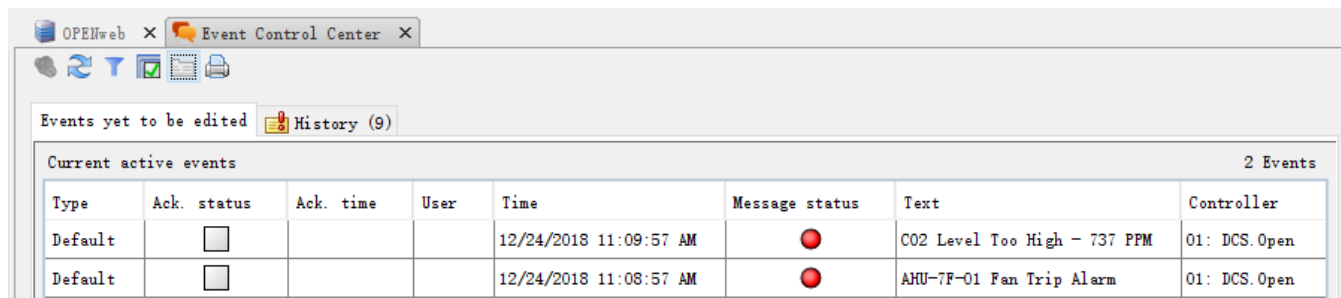 OPENweb X Event Control Center X
Events yet to be edited History (9)
Current active events 2 Events
Type Ack. status Ack. time User Time Message status Text Controller
Default 12/24/2018 11:09:57 AM CO2 Level Too High - 737 PPM 01: DCS.Open
Default 12/24/2018 11:08:57 AM AHU-7F-01 Fan Trip Alarm 01: DCS.Open